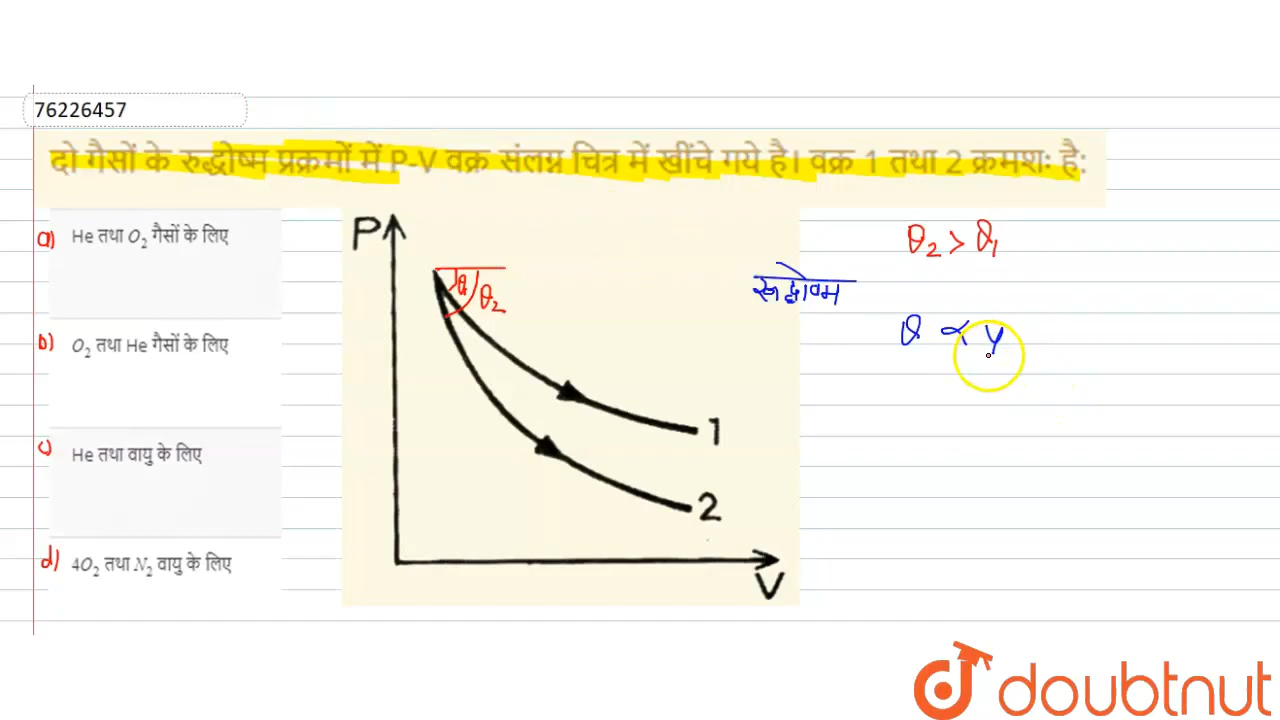 76226457
दो गैसों के रुद्धोष्म प्रक्रमों में P-V वक्र संलग्न चित्र में खींचे गये है। वक्र 1 तथा 2 क्रमशः है:
a) He तथा O₂ गैसों के लिए
b) O₂ तथा He गैसों के लिए
c) He तथा वायु के लिए
d) 4O₂ तथा N₂ वायु के लिए
P
θ₁
θ₂
1
2
V
θ₂ > θ₁
रूद्धोष्म
θ ∝ γ
doubtnut